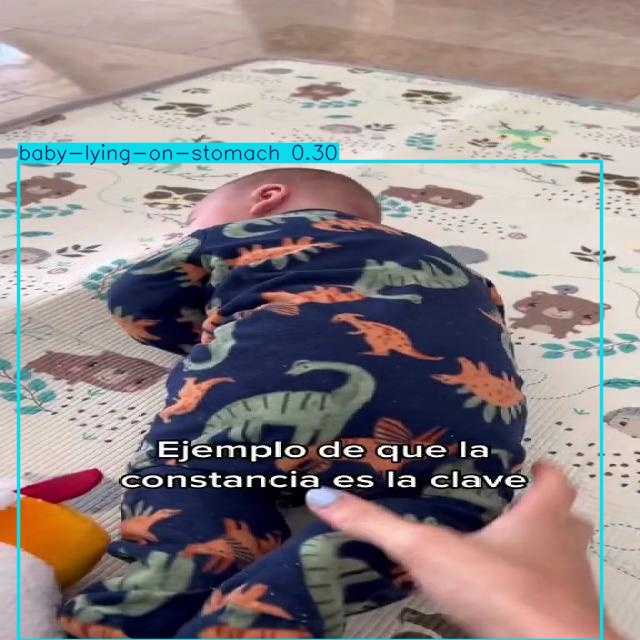 baby-lying-on-stomach 0.30
Ejemplo de que la
constancia es la clave